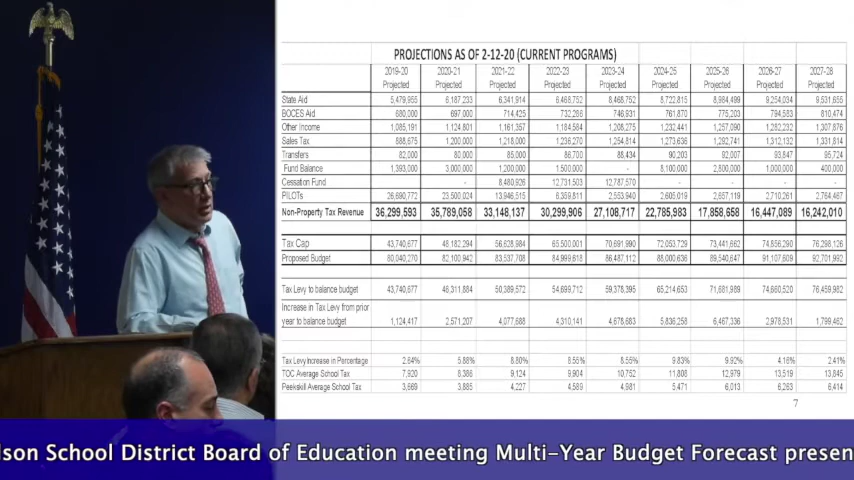 PROJECTIONS AS OF 2-12-20 (CURRENT PROGRAMS)
2019-20 2020-21 2021-22 2022-23 2023-24 2024-25 2025-26 2026-27 2027-28
Projected Projected Projected Projected Projected Projected Projected Projected Projected
State Aid 5,479,955 6,187,233 6,341,914 6,468,752 8,468,752 8,722,815 8,984,499 9,254,034 9,531,655
BOCES Aid 680,000 697,000 714,425 732,286 746,931 761,870 775,203 794,583 810,474
Other Income 1,085,191 1,124,801 1,161,357 1,184,584 1,208,275 1,232,441 1,257,090 1,282,232 1,307,876
Sales Tax 588,675 1,200,000 1,218,000 1,236,270 1,254,814 1,273,636 1,292,741 1,312,132 1,331,814
Transfers 82,000 80,000 85,000 86,700 88,434 90,203 92,007 93,847 95,724
Fund Balance 1,393,000 3,000,000 1,200,000 1,500,000 - 8,100,000 2,800,000 1,000,000 400,000
Cessation Fund - 8,480,926 12,731,503 12,787,570 - - - -
PILOTs 26,690,772 23,500,024 13,946,515 6,359,811 2,553,940 2,605,019 2,657,119 2,710,261 2,764,467
Non-Property Tax Revenue 36,299,593 35,789,058 33,148,137 30,299,906 27,108,717 22,785,983 17,858,658 16,447,089 16,242,010
Tax Cap 43,740,677 48,182,294 56,628,984 65,500,001 70,691,990 72,053,729 73,441,662 74,856,290 76,298,126
Proposed Budget 80,040,270 82,100,942 83,537,708 84,999,618 86,487,112 88,000,636 89,540,647 91,107,609 92,701,992
Tax Levy to balance budget 43,740,677 46,311,884 50,389,572 54,699,712 59,378,395 65,214,653 71,681,989 74,660,520 76,459,982
Increase in Tax Levy from prior
year to balance budget 1,124,417 2,571,207 4,077,688 4,310,141 4,678,683 5,836,258 6,467,336 2,978,531 1,799,462
Tax Levy Increase in Percentage 2.64% 5.88% 8.80% 8.55% 8.55% 9.83% 9.92% 4.16% 2.41%
TOC Average School Tax 7,920 8,386 9,124 9,904 10,752 11,808 12,979 13,519 13,845
Peekskill Average School Tax 3,669 3,885 4,227 4,589 4,981 5,471 6,013 6,263 6,414
7
lson School District Board of Education meeting Multi-Year Budget Forecast presen